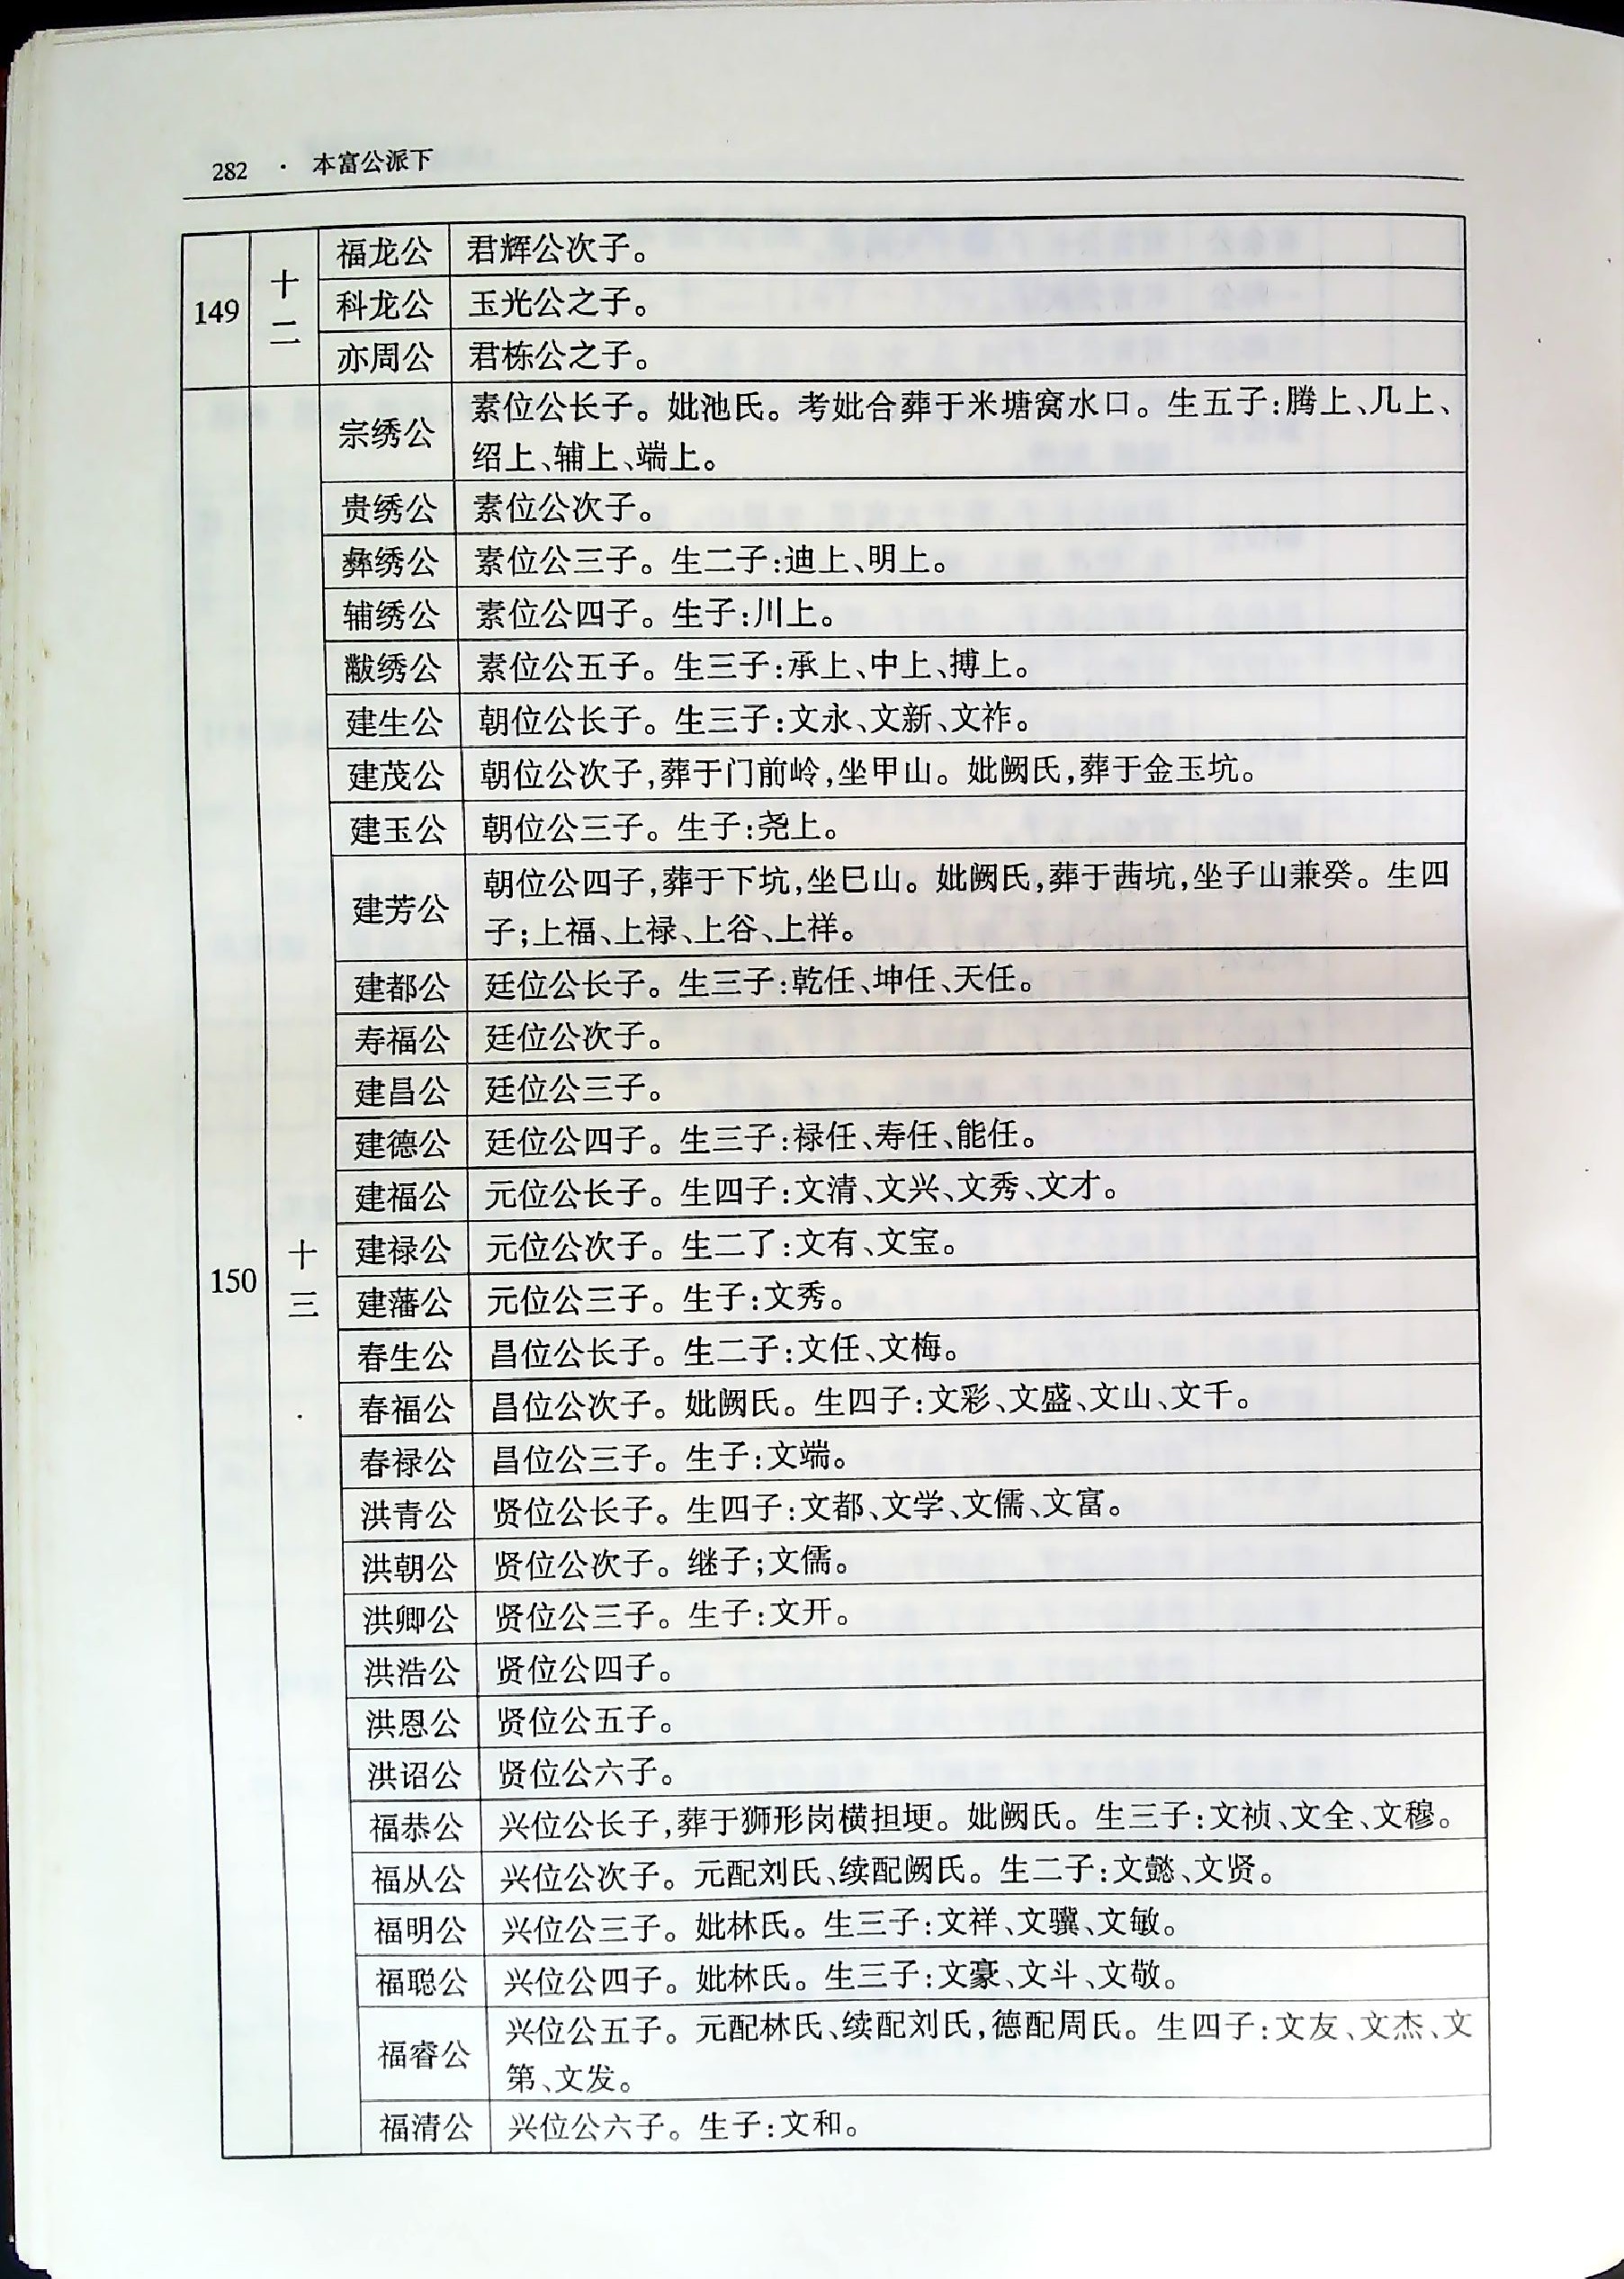 282 · 本富公派下
149 十二 福龙公 君辉公次子。
科龙公 玉光公之子。
亦周公 君栋公之子。
150 十三 宗绣公 素位公长子。妣池氏。考妣合葬于米塘窝水口。生五子:腾上、几上、
绍上、辅上、端上。
贵绣公 素位公次子。
彝绣公 素位公三子。生二子:迪上、明上。
辅绣公 素位公四子。生子:川上。
黻绣公 素位公五子。生三子:承上、中上、搏上。
建生公 朝位公长子。生三子:文永、文新、文祚。
建茂公 朝位公次子,葬于门前岭,坐甲山。妣阙氏,葬于金玉坑。
建玉公 朝位公三子。生子:尧上。
建芳公 朝位公四子,葬于下坑,坐巳山。妣阙氏,葬于茜坑,坐子山兼癸。生四
子;上福、上禄、上谷、上祥。
建都公 廷位公长子。生三子:乾任、坤任、天任。
寿福公 廷位公次子。
建昌公 廷位公三子。
建德公 廷位公四子。生三子:禄任、寿任、能任。
建福公 元位公长子。生四子:文清、文兴、文秀、文才。
建禄公 元位公次子。生二了:文有、文宝。
建藩公 元位公三子。生子:文秀。
春生公 昌位公长子。生二子:文任、文梅。
春福公 昌位公次子。妣阙氏。生四子:文彩、文盛、文山、文千。
春禄公 昌位公三子。生子:文端。
洪青公 贤位公长子。生四子:文都、文学、文儒、文富。
洪朝公 贤位公次子。继子;文儒。
洪卿公 贤位公三子。生子:文开。
洪浩公 贤位公四子。
洪恩公 贤位公五子。
洪诏公 贤位公六子。
福恭公 兴位公长子,葬于狮形岗横担埂。妣阙氏。生三子:文祯、文全、文穆。
福从公 兴位公次子。元配刘氏、续配阙氏。生二子:文懿、文贤。
福明公 兴位公三子。妣林氏。生三子:文祥、文骥、文敏。
福聪公 兴位公四子。妣林氏。生三子:文豪、文斗、文敬。
福睿公 兴位公五子。元配林氏、续配刘氏,德配周氏。生四子:文友、文杰、文
第、文发。
福清公 兴位公六子。生子:文和。